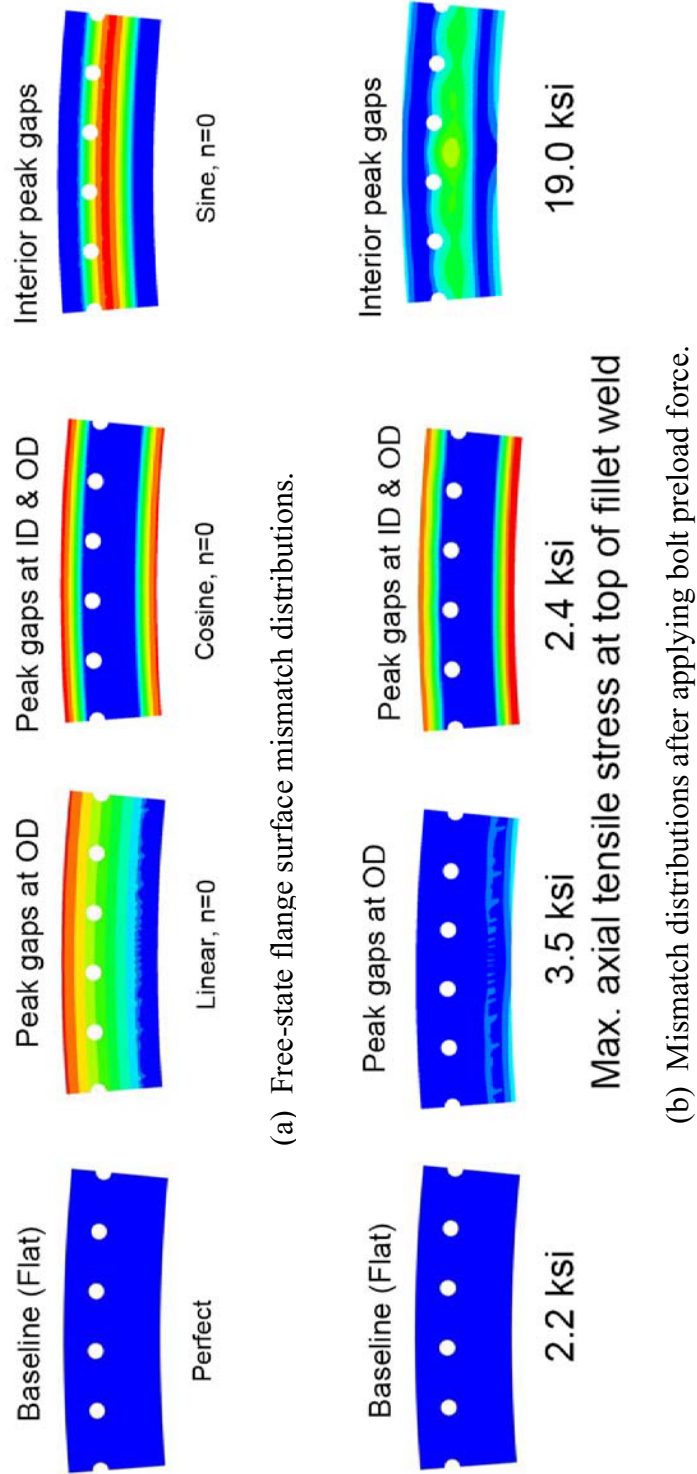 Baseline (Flat)
Peak gaps at OD
Peak gaps at ID & OD
Interior peak gaps
Perfect
Linear, n=0
Cosine, n=0
Sine, n=0
(a) Free-state flange surface mismatch distributions.
Baseline (Flat)
Peak gaps at OD
Peak gaps at ID & OD
Interior peak gaps
2.2 ksi
3.5 ksi
2.4 ksi
19.0 ksi
Max. axial tensile stress at top of fillet weld
(b) Mismatch distributions after applying bolt preload force.